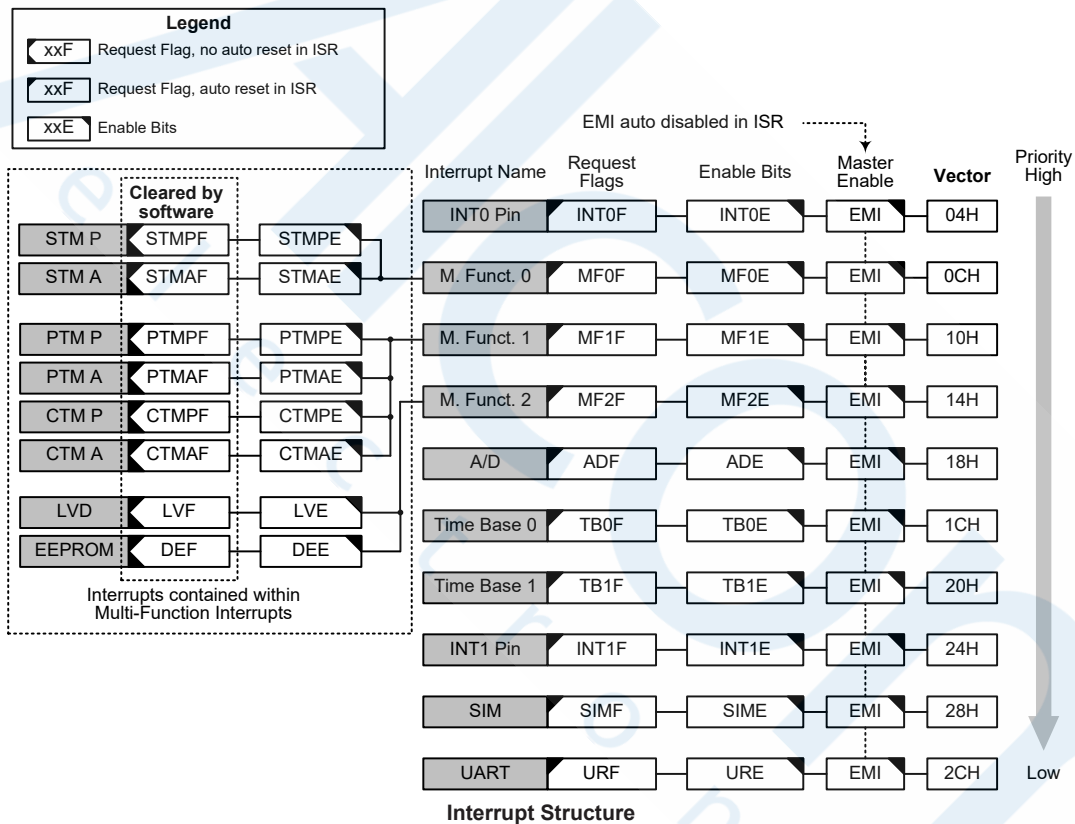 Legend
xxF Request Flag, no auto reset in ISR
xxF Request Flag, auto reset in ISR
xxE Enable Bits
EMI auto disabled in ISR
Interrupt Name
Request
Flags
Enable Bits
Master
Enable
Vector
Priority
High
Cleared by
software
INT0 Pin INT0F INT0E EMI 04H
STM P STMPF STMPE
STM A STMAF STMAE M. Funct. 0 MF0F MF0E EMI 0CH
PTM P PTMPF PTMPE M. Funct. 1 MF1F MF1E EMI 10H
PTM A PTMAF PTMAE
CTM P CTMPF CTMPE M. Funct. 2 MF2F MF2E EMI 14H
CTM A CTMAF CTMAE A/D ADF ADE EMI 18H
LVD LVF LVE Time Base 0 TB0F TB0E EMI 1CH
EEPROM DEF DEE
Interrupts contained within
Multi-Function Interrupts
Time Base 1 TB1F TB1E EMI 20H
INT1 Pin INT1F INT1E EMI 24H
SIM SIMF SIME EMI 28H
UART URF URE EMI 2CH Low
Interrupt Structure